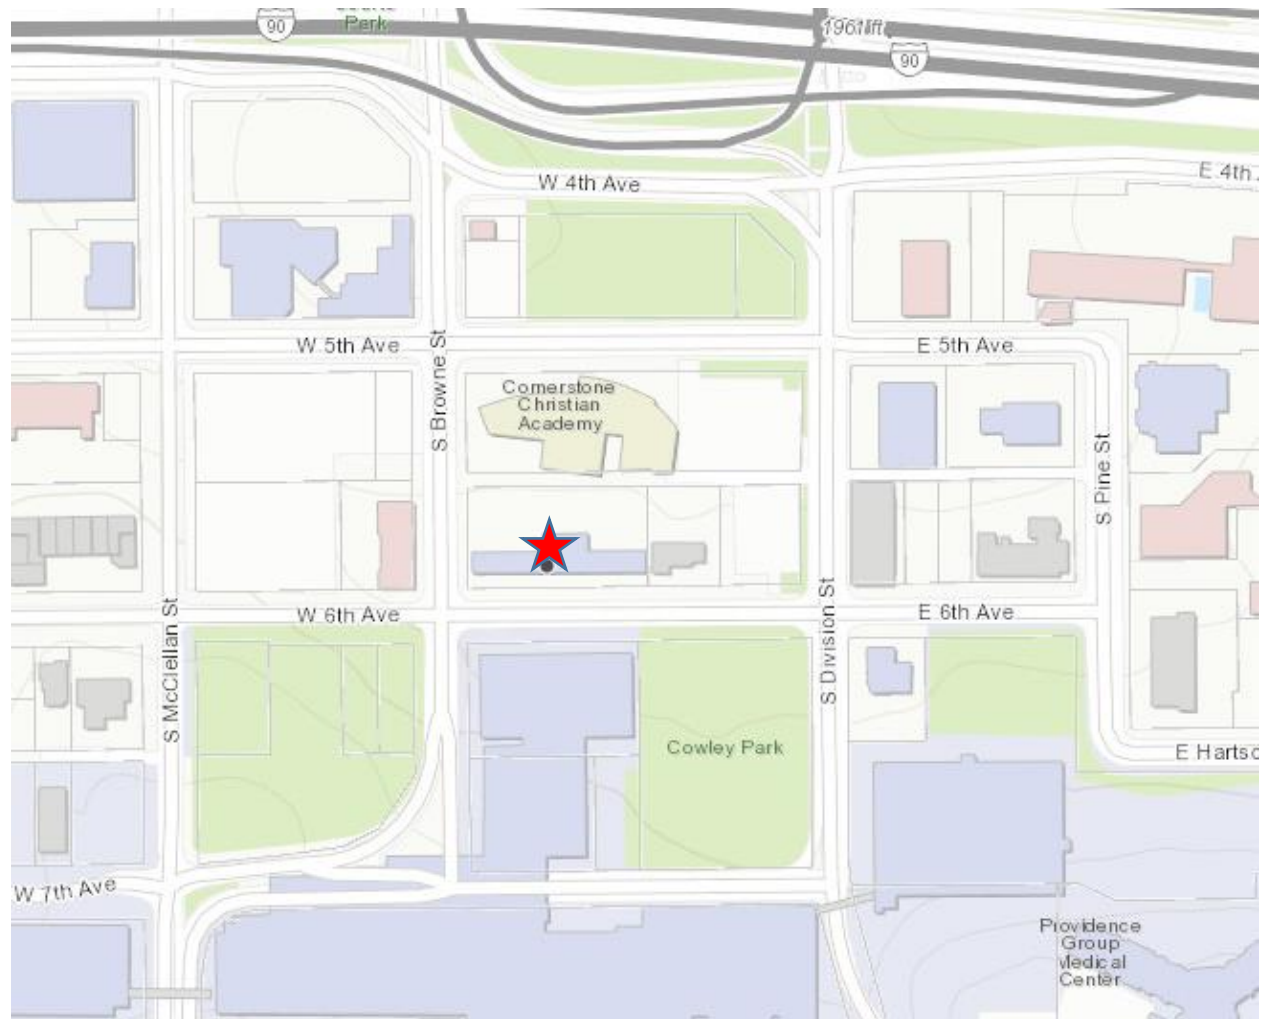 90
Park
90
W 4th Ave
E 4th
W 5th Ave
E 5th Ave
S Browne St
Cornerstone
Christian
Academy
S Pine St
W 6th Ave
E 6th Ave
S McClellan St
S Division St
Cowley Park
E Hartso
W 7th Ave
Providence
Group
Medical
Center